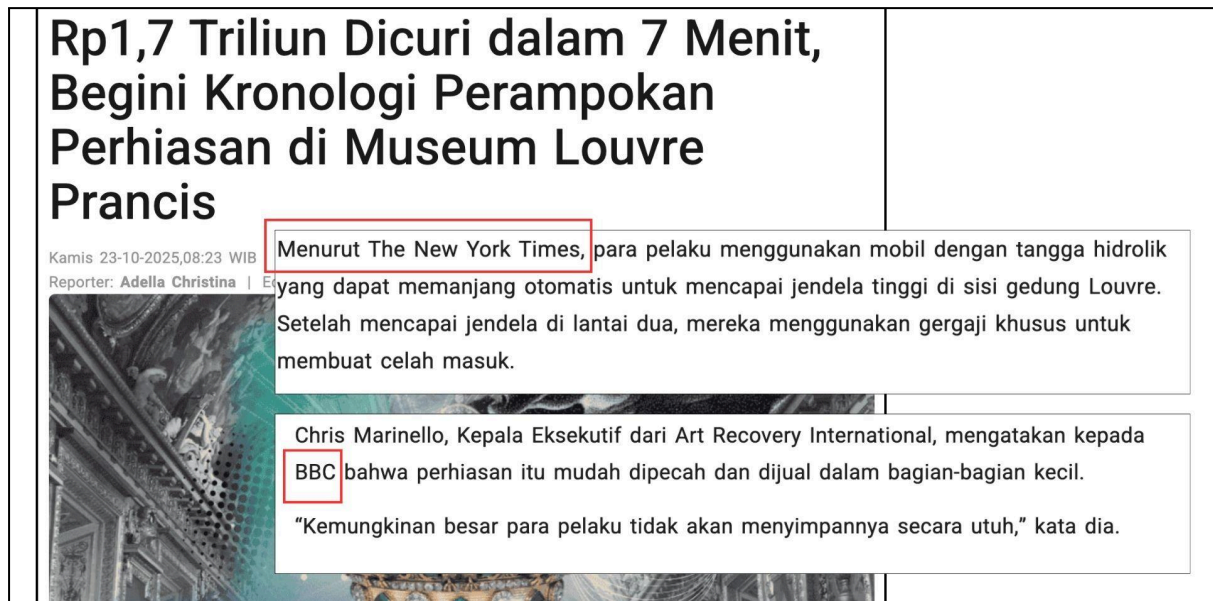 Rp1,7 Triliun Dicuri dalam 7 Menit,
Begini Kronologi Perampokan
Perhiasan di Museum Louvre
Prancis
Kamis 23-10-2025,08:23 WIB
Reporter: Adella Christina |
Menurut The New York Times, para pelaku menggunakan mobil dengan tangga hidrolik
yang dapat memanjang otomatis untuk mencapai jendela tinggi di sisi gedung Louvre.
Setelah mencapai jendela di lantai dua, mereka menggunakan gergaji khusus untuk
membuat celah masuk.
Chris Marinello, Kepala Eksekutif dari Art Recovery International, mengatakan kepada
BBC bahwa perhiasan itu mudah dipecah dan dijual dalam bagian-bagian kecil.
“Kemungkinan besar para pelaku tidak akan menyimpannya secara utuh,” kata dia.